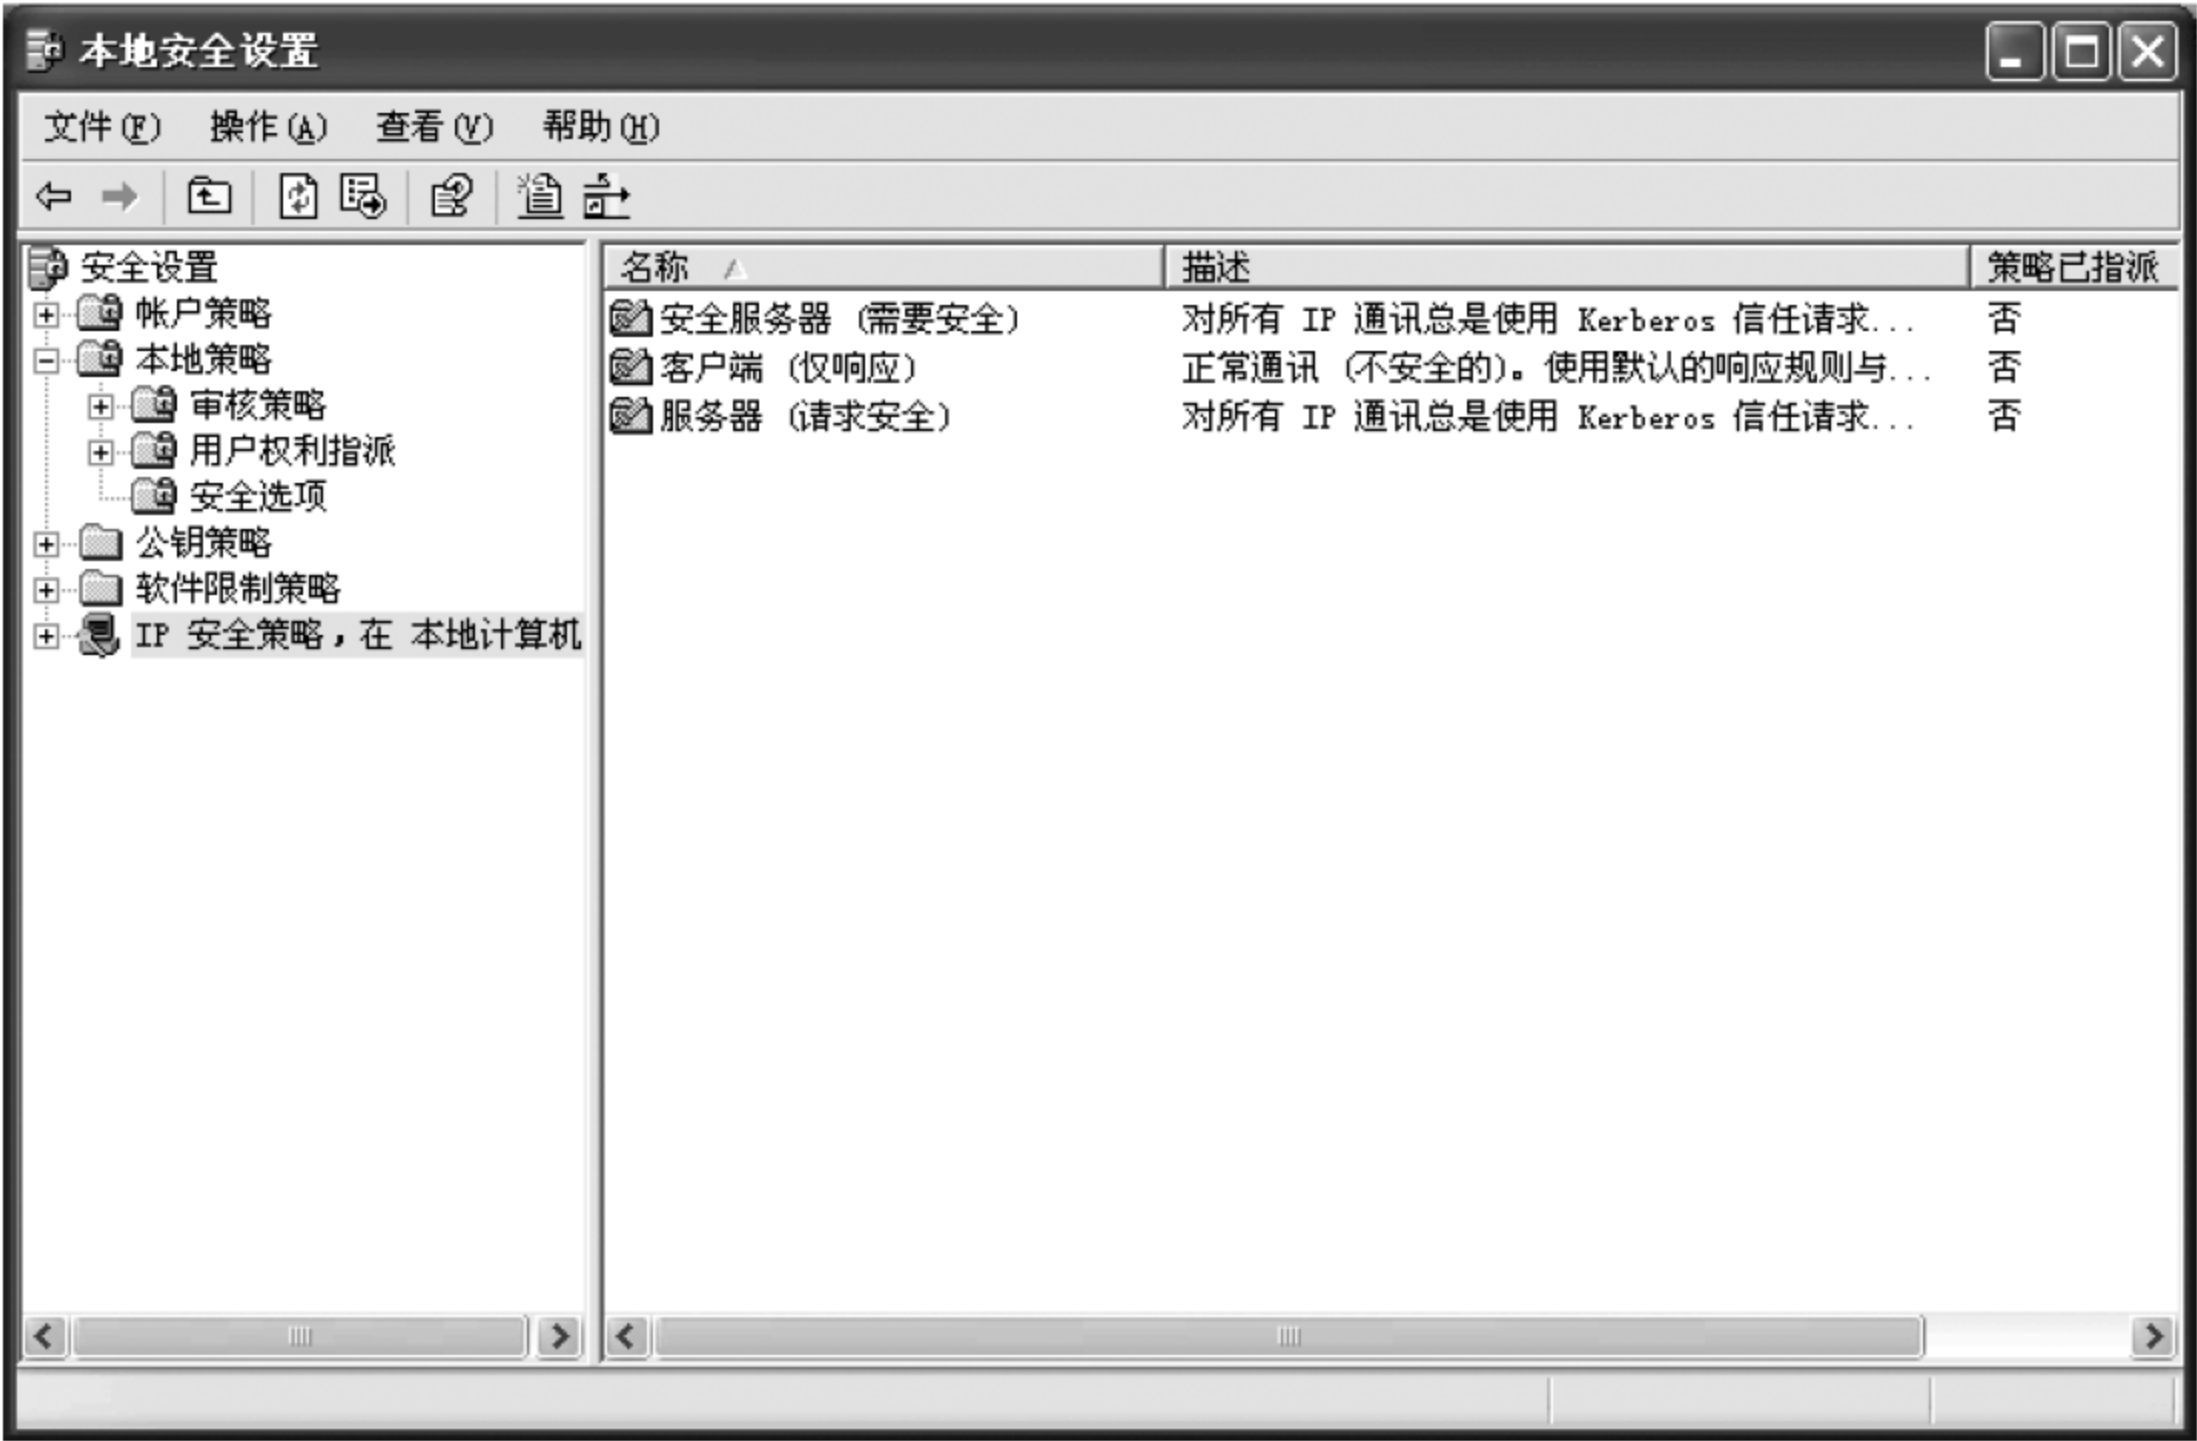 本地安全设置
文件(F) 操作(A) 查看(V) 帮助(H)
安全设置
帐户策略
本地策略
审核策略
用户权利指派
安全选项
公钥策略
软件限制策略
IP 安全策略，在 本地计算机
名称 描述 策略已指派
安全服务器 (需要安全) 对所有 IP 通讯总是使用 Kerberos 信任请求... 否
客户端 (仅响应) 正常通讯 (不安全的)。使用默认的响应规则与... 否
服务器 (请求安全) 对所有 IP 通讯总是使用 Kerberos 信任请求... 否